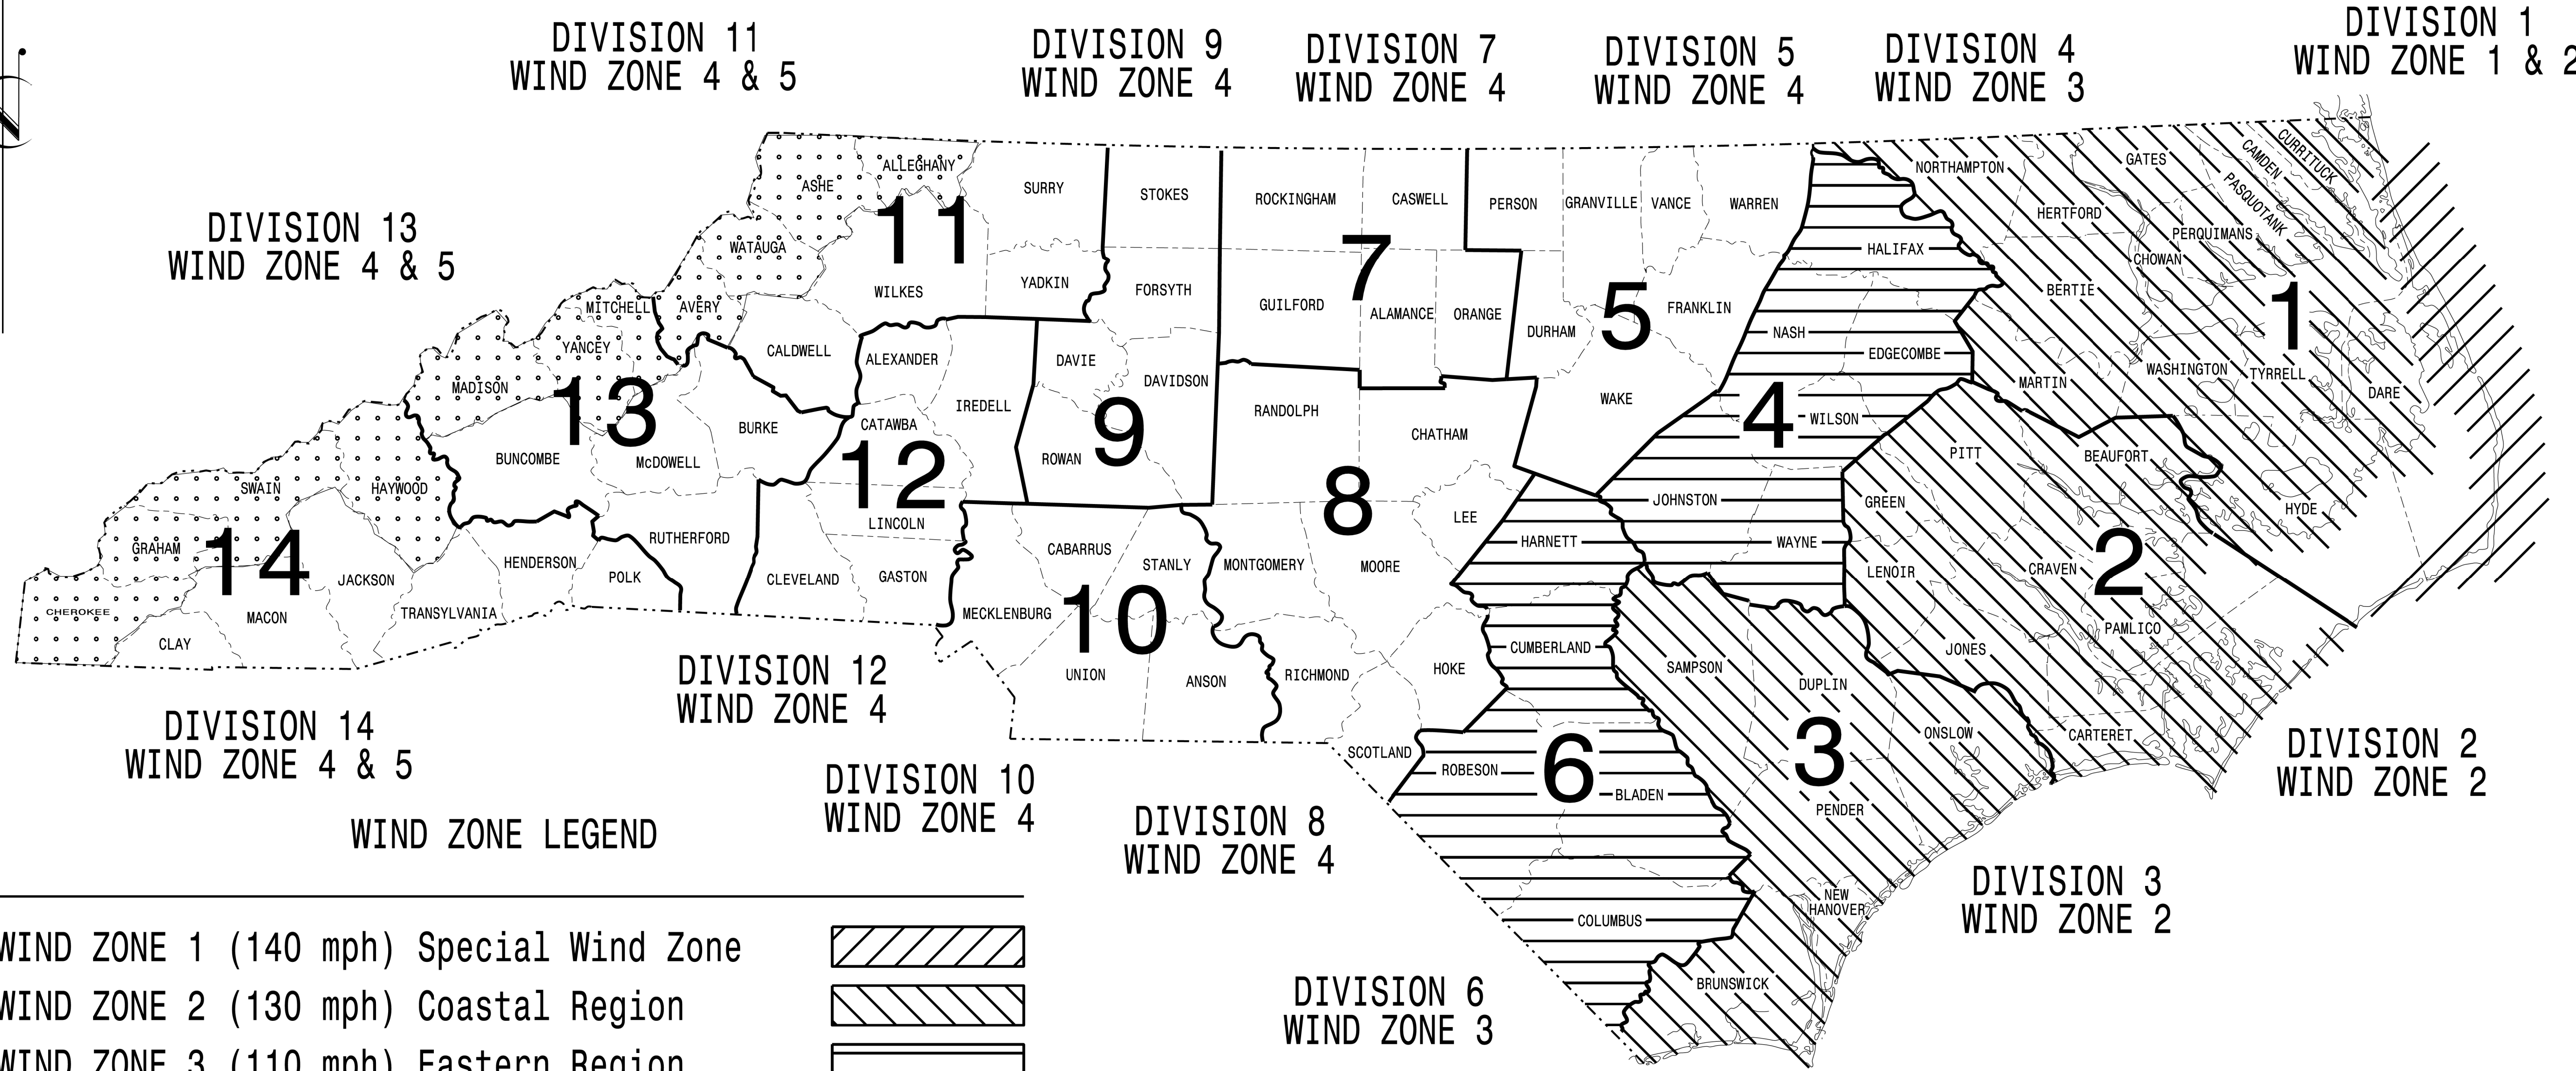 DIVISION 11
WIND ZONE 4 & 5
DIVISION 9
WIND ZONE 4
DIVISION 7
WIND ZONE 4
DIVISION 5
WIND ZONE 4
DIVISION 4
WIND ZONE 3
DIVISION 1
WIND ZONE 1 & 2
DIVISION 13
WIND ZONE 4 & 5
N
ASHE
ALLEGHANY
SURRY
STOKES
ROCKINGHAM
CASWELL
PERSON
GRANVILLE
VANCE
WARREN
NORTHAMPTON
GATES
CAMDEN
CURRITUCK
PASQUOTANK
HERTFORD
PERQUIMANS
CHOWAN
HALIFAX
BERTIE
WATAUGA
11
WILKES
YADKIN
FORSYTH
GUILFORD
7
ALAMANCE
ORANGE
DURHAM
5
FRANKLIN
NASH
EDGECOMBE
MARTIN
WASHINGTON
TYRRELL
1
DARE
MITCHELL
AVERY
YANCEY
CALDWELL
ALEXANDER
DAVIE
DAVIDSON
MADISON
13
BURKE
CATAWBA
IREDELL
9
ROWAN
RANDOLPH
CHATHAM
WAKE
4
WILSON
PITT
BEAUFORT
HYDE
BUNCOMBE
McDOWELL
12
LINCOLN
8
LEE
JOHNSTON
GREEN
SWAIN
HAYWOOD
GRAHAM
14
JACKSON
HENDERSON
RUTHERFORD
POLK
CLEVELAND
GASTON
CABARRUS
STANLY
MONTGOMERY
MOORE
HARNETT
WAYNE
LENOIR
CRAVEN
2
PAMLICO
CHEROKEE
MACON
CLAY
TRANSYLVANIA
MECKLENBURG
10
UNION
ANSON
RICHMOND
HOKE
CUMBERLAND
SAMPSON
DUPLIN
JONES
ONSLOW
CARTERET
SCOTLAND
ROBESON
6
BLADEN
3
PENDER
NEW
HANOVER
COLUMBUS
BRUNSWICK
DIVISION 12
WIND ZONE 4
DIVISION 14
WIND ZONE 4 & 5
DIVISION 10
WIND ZONE 4
DIVISION 8
WIND ZONE 4
DIVISION 2
WIND ZONE 2
DIVISION 3
WIND ZONE 2
DIVISION 6
WIND ZONE 3
WIND ZONE LEGEND
WIND ZONE 1 (140 mph) Special Wind Zone
WIND ZONE 2 (130 mph) Coastal Region
WIND ZONE 3 (110 mph) Eastern Region